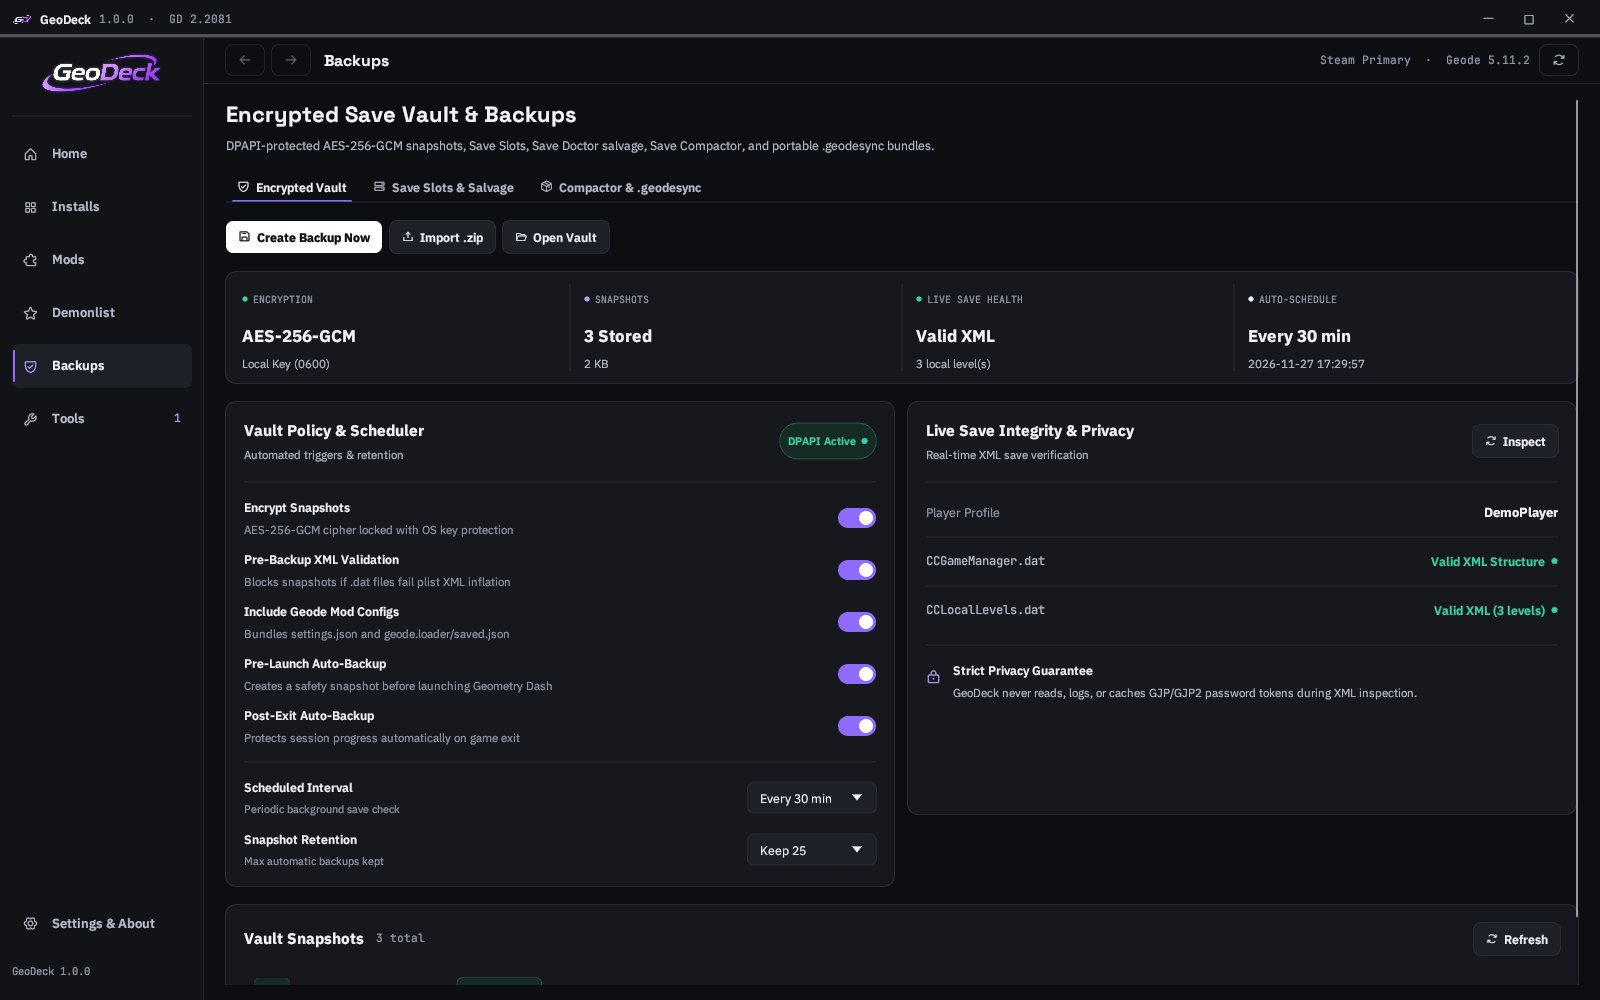 GeoDeck 1.0.0 · GD 2.2081
GeoDeck
Home
Installs
Mods
Demonlist
Backups
Tools 1
Settings & About
GeoDeck 1.0.0
Backups
Steam Primary · Geode 5.11.2
Encrypted Save Vault & Backups
DPAPI-protected AES-256-GCM snapshots, Save Slots, Save Doctor salvage, Save Compactor, and portable .geodesync bundles.
Encrypted Vault Save Slots & Salvage Compactor & .geodesync
Create Backup Now Import .zip Open Vault
ENCRYPTION
AES-256-GCM
Local Key (0600)
SNAPSHOTS
3 Stored
2 KB
LIVE SAVE HEALTH
Valid XML
3 local level(s)
AUTO-SCHEDULE
Every 30 min
2026-11-27 17:29:57
Vault Policy & Scheduler
Automated triggers & retention
DPAPI Active
Encrypt Snapshots
AES-256-GCM cipher locked with OS key protection
Pre-Backup XML Validation
Blocks snapshots if .dat files fail plist XML inflation
Include Geode Mod Configs
Bundles settings.json and geode.loader/saved.json
Pre-Launch Auto-Backup
Creates a safety snapshot before launching Geometry Dash
Post-Exit Auto-Backup
Protects session progress automatically on game exit
Scheduled Interval
Periodic background save check
Every 30 min
Snapshot Retention
Max automatic backups kept
Keep 25
Live Save Integrity & Privacy
Real-time XML save verification
Inspect
Player Profile DemoPlayer
CCGameManager.dat Valid XML Structure
CCLocalLevels.dat Valid XML (3 levels)
Strict Privacy Guarantee
GeoDeck never reads, logs, or caches GJP/GJP2 password tokens during XML inspection.
Vault Snapshots 3 total
Refresh